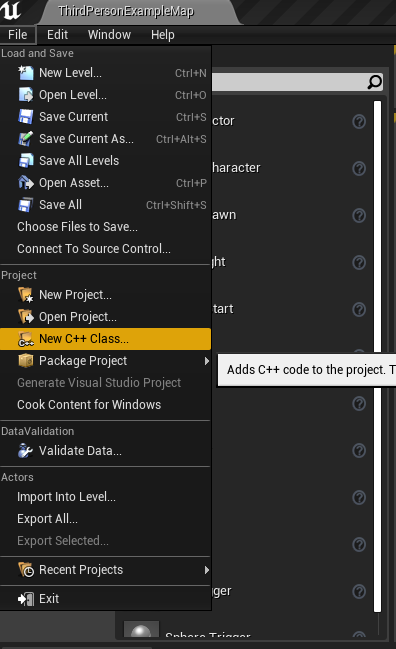 ThirdPersonExampleMap
File Edit Window Help
Load and Save
New Level... Ctrl+N
Open Level... Ctrl+O
Save Current Ctrl+S
Save Current As... Ctrl+Alt+S
Save All Levels
Open Asset... Ctrl+P
Save All Ctrl+Shift+S
Choose Files to Save...
Connect To Source Control...
Project
New Project...
Open Project...
New C++ Class...
Package Project
Adds C++ code to the project. T
Generate Visual Studio Project
Cook Content for Windows
DataValidation
Validate Data...
Actors
Import Into Level...
Export All...
Export Selected...
Recent Projects
Exit
ctor
haracter
awn
ght
tart
ger
Sphere Trigger